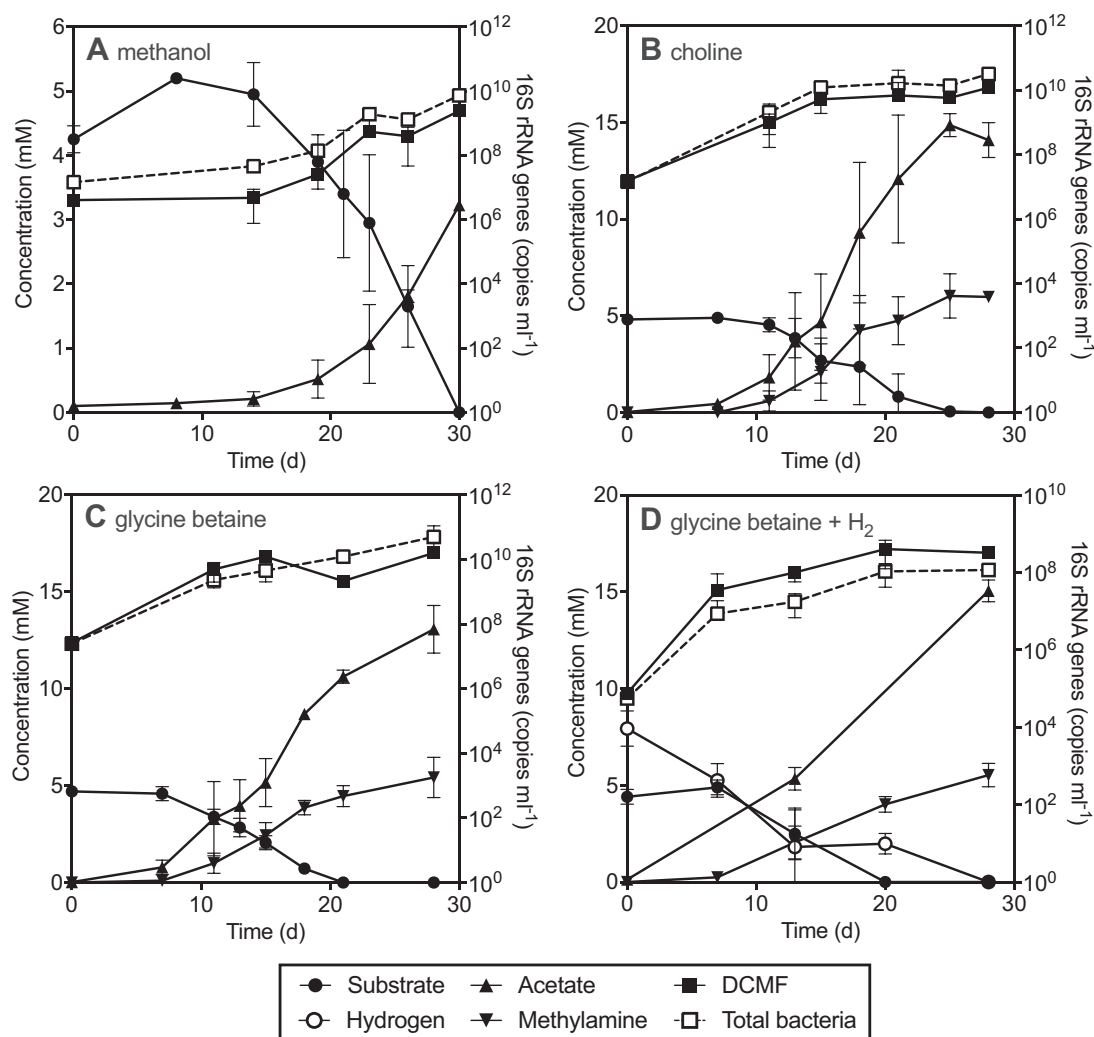 A methanol
6
5
4
3
2
1
0
Concentration (mM)
10^12
10^10
10^8
10^6
10^4
10^2
10^0
16S rRNA genes (copies ml^-1)
0 10 20 30
Time (d)
B choline
20
15
10
5
0
Concentration (mM)
10^12
10^10
10^8
10^6
10^4
10^2
10^0
16S rRNA genes (copies ml^-1)
0 10 20 30
Time (d)
C glycine betaine
20
15
10
5
0
Concentration (mM)
10^12
10^10
10^8
10^6
10^4
10^2
10^0
16S rRNA genes (copies ml^-1)
0 10 20 30
Time (d)
D glycine betaine + H₂
20
15
10
5
0
Concentration (mM)
10^10
10^8
10^6
10^4
10^2
10^0
16S rRNA genes (copies ml^-1)
0 10 20 30
Time (d)
Substrate Acetate DCMF
Hydrogen Methylamine Total bacteria